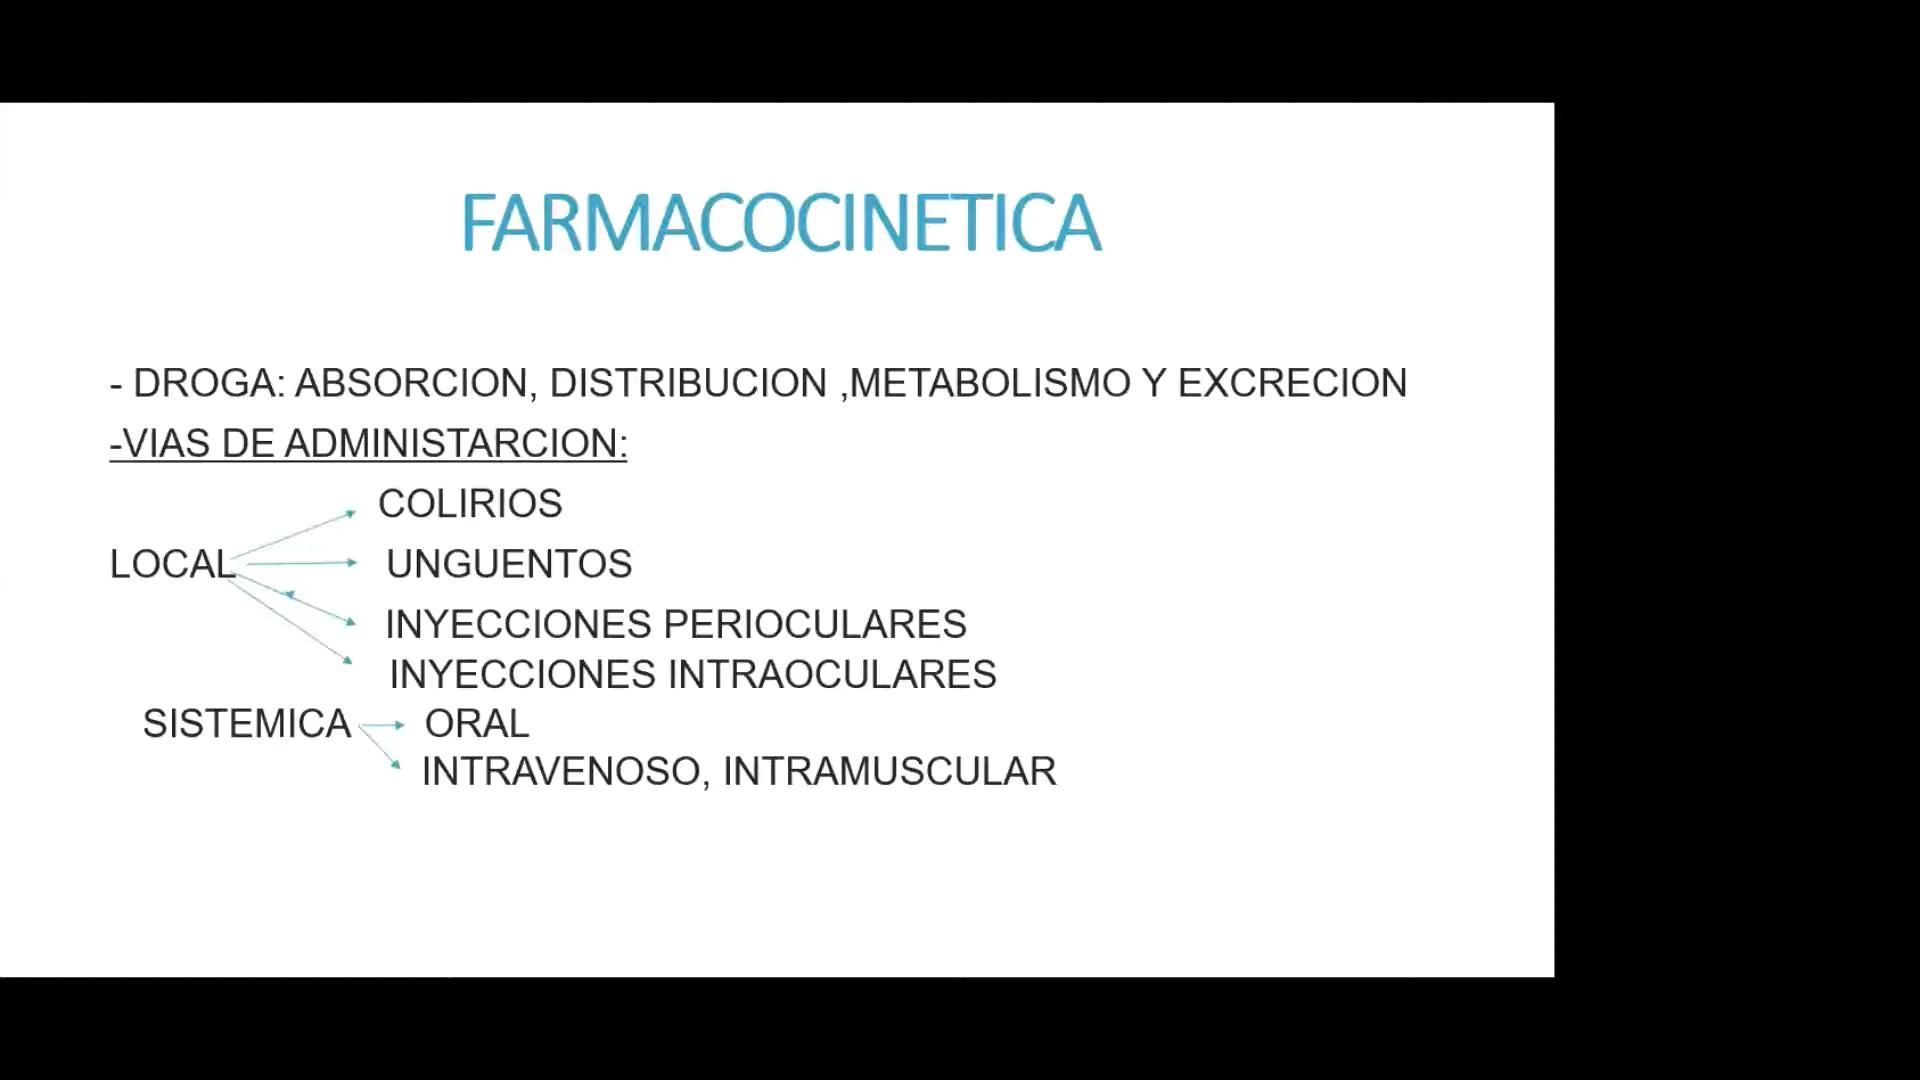 FARMACOCINETICA
- DROGA: ABSORCION, DISTRIBUCION ,METABOLISMO Y EXCRECION
-VIAS DE ADMINISTARCION:
COLIRIOS
LOCAL UNGUENTOS
INYECCIONES PERIOCULARES
INYECCIONES INTRAOCULARES
SISTEMICA ORAL
INTRAVENOSO, INTRAMUSCULAR